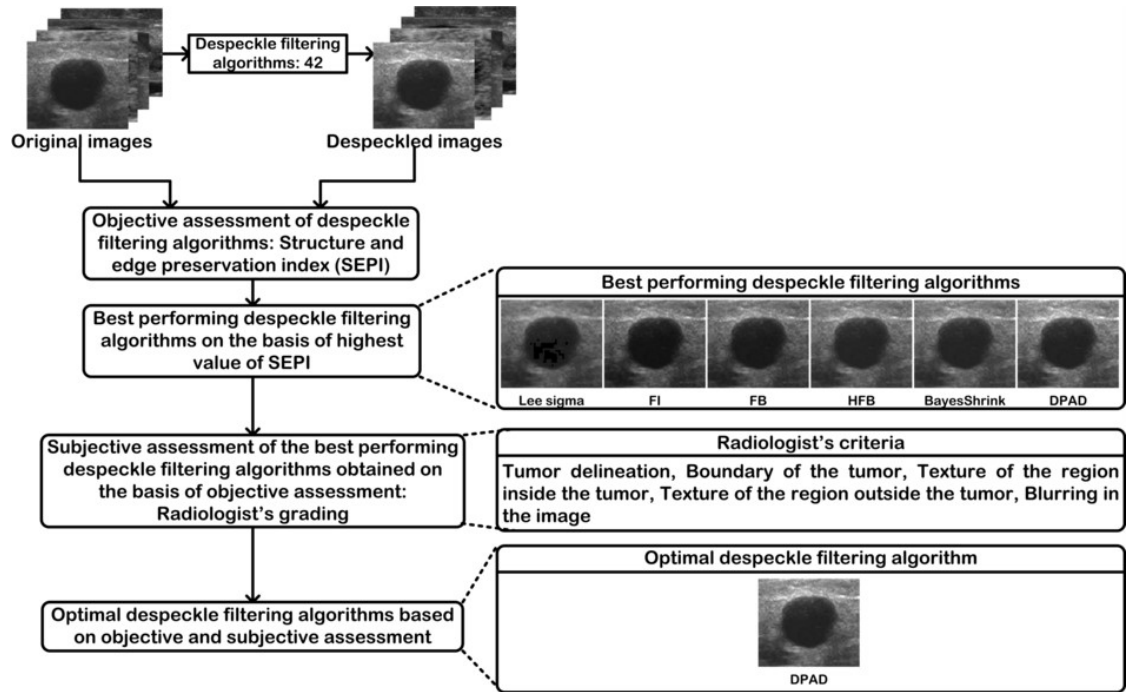 Despeckle filtering
algorithms: 42
Original images
Despeckled images
Objective assessment of despeckle
filtering algorithms: Structure and
edge preservation index (SEPI)
Best performing despeckle filtering
algorithms on the basis of highest
value of SEPI
Best performing despeckle filtering algorithms
Lee sigma
FI
FB
HFB
BayesShrink
DPAD
Subjective assessment of the best performing
despeckle filtering algorithms obtained on
the basis of objective assessment:
Radiologist's grading
Radiologist's criteria
Tumor delineation, Boundary of the tumor, Texture of the region
inside the tumor, Texture of the region outside the tumor, Blurring in
the image
Optimal despeckle filtering algorithms based
on objective and subjective assessment
Optimal despeckle filtering algorithm
DPAD